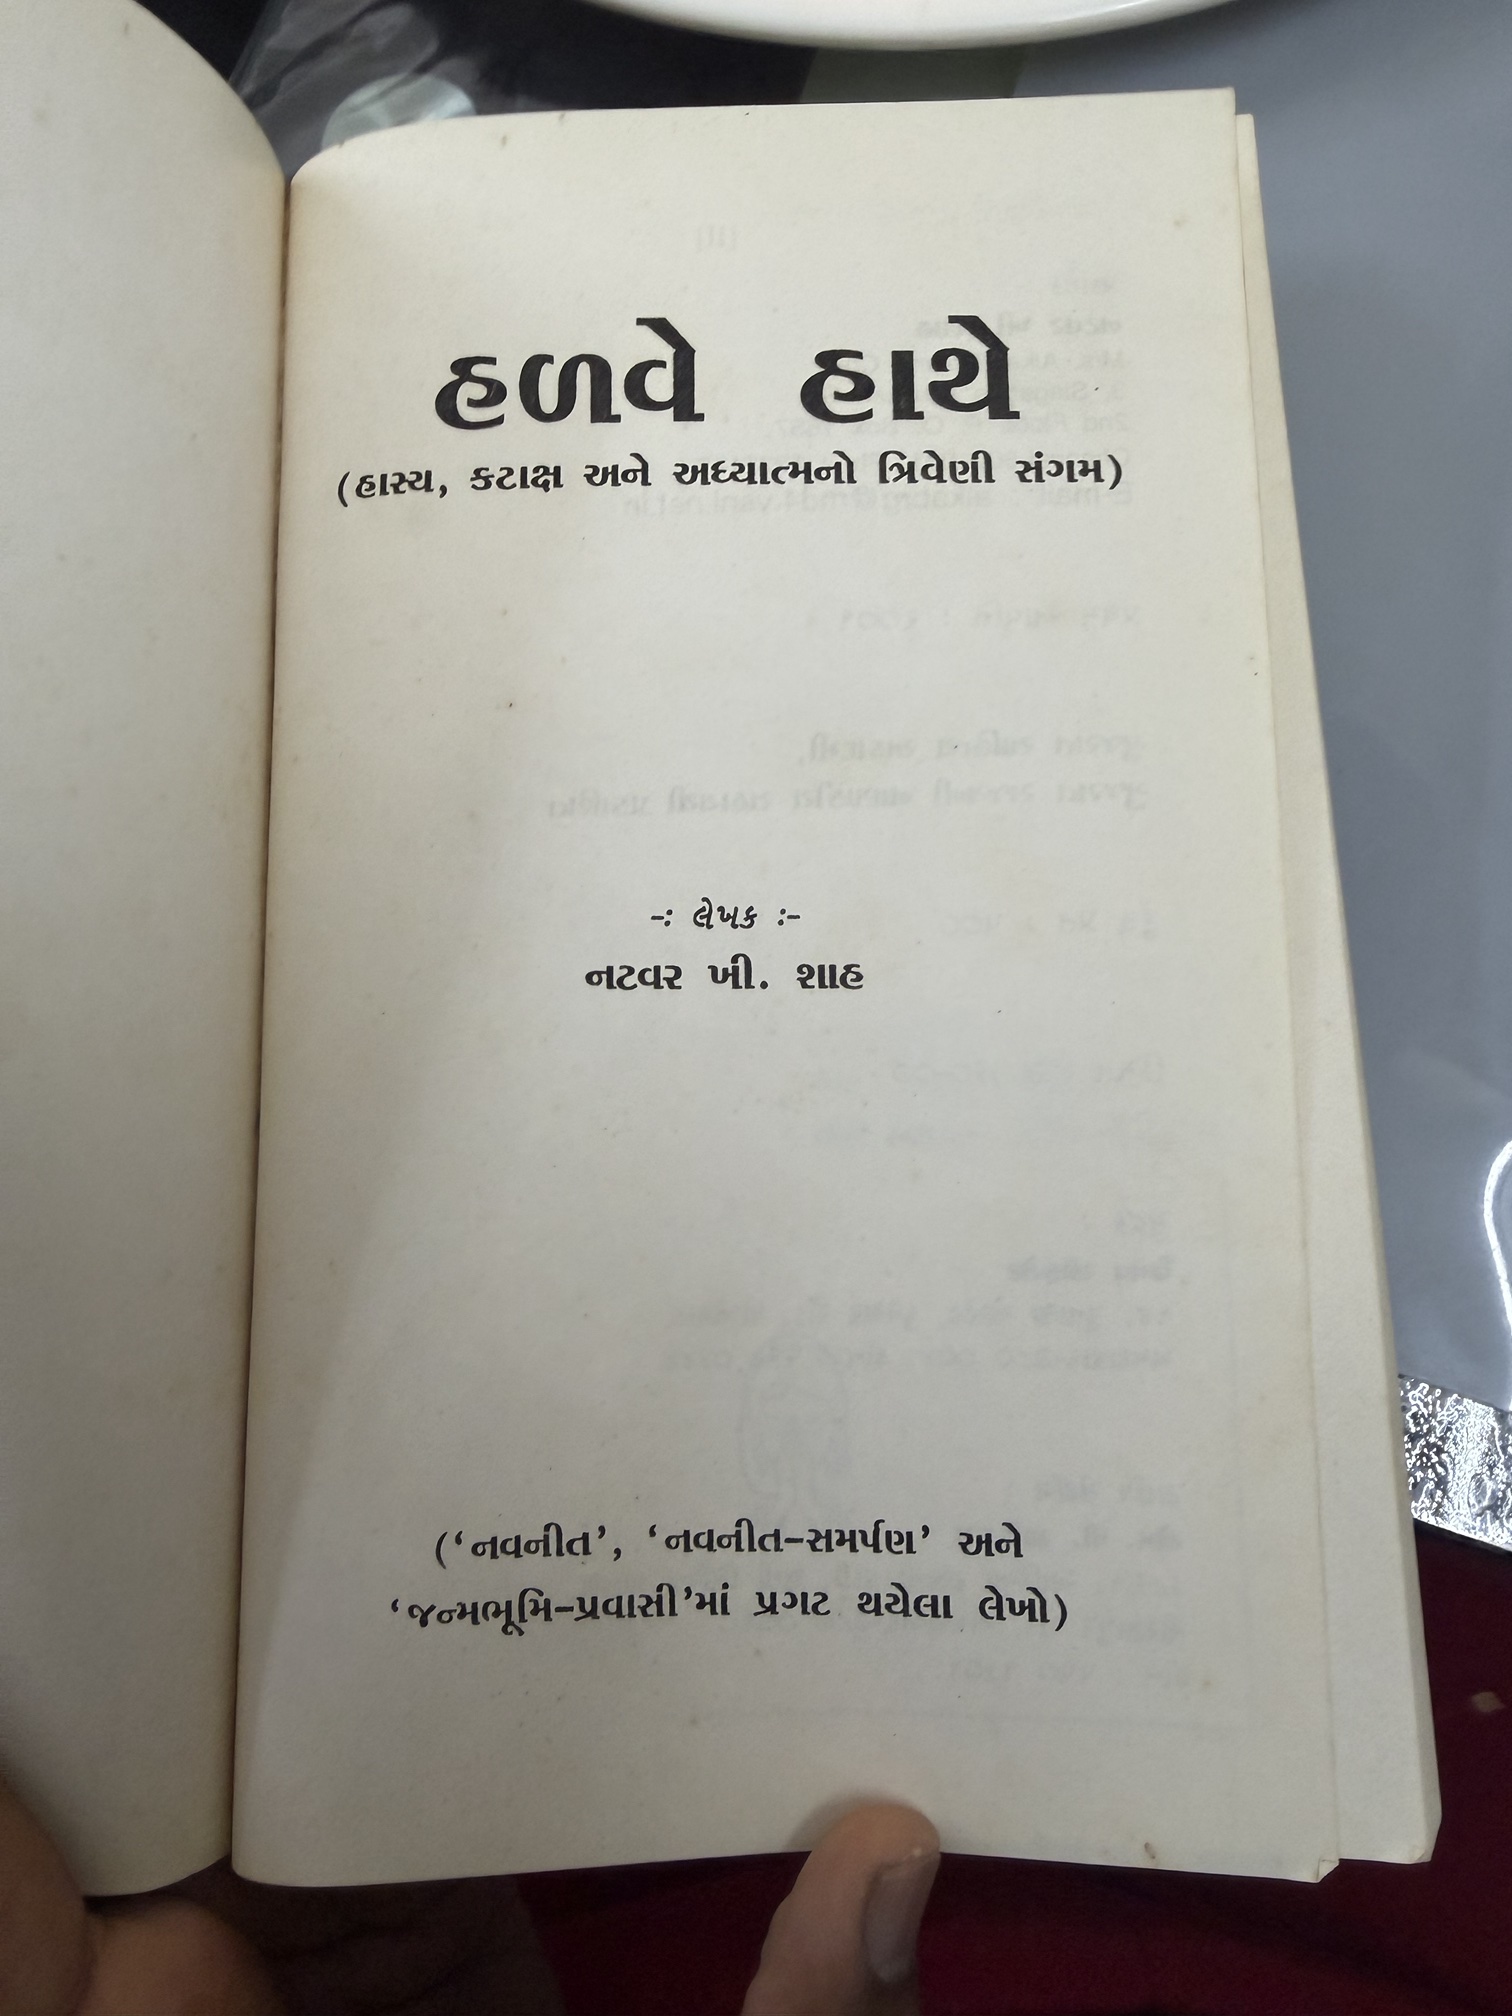 હળવે હાથે
(હાસ્ય, કટાક્ષ અને અધ્યાત્મનો ત્રિવેણી સંગમ)
-: લેખક :-
નટવર ખી. શાહ
(‘નવનીત’, ‘નવનીત-સમર્પણ’ અને
‘જન્મભૂમિ-પ્રવાસી’માં પ્રગટ થયેલા લેખો)